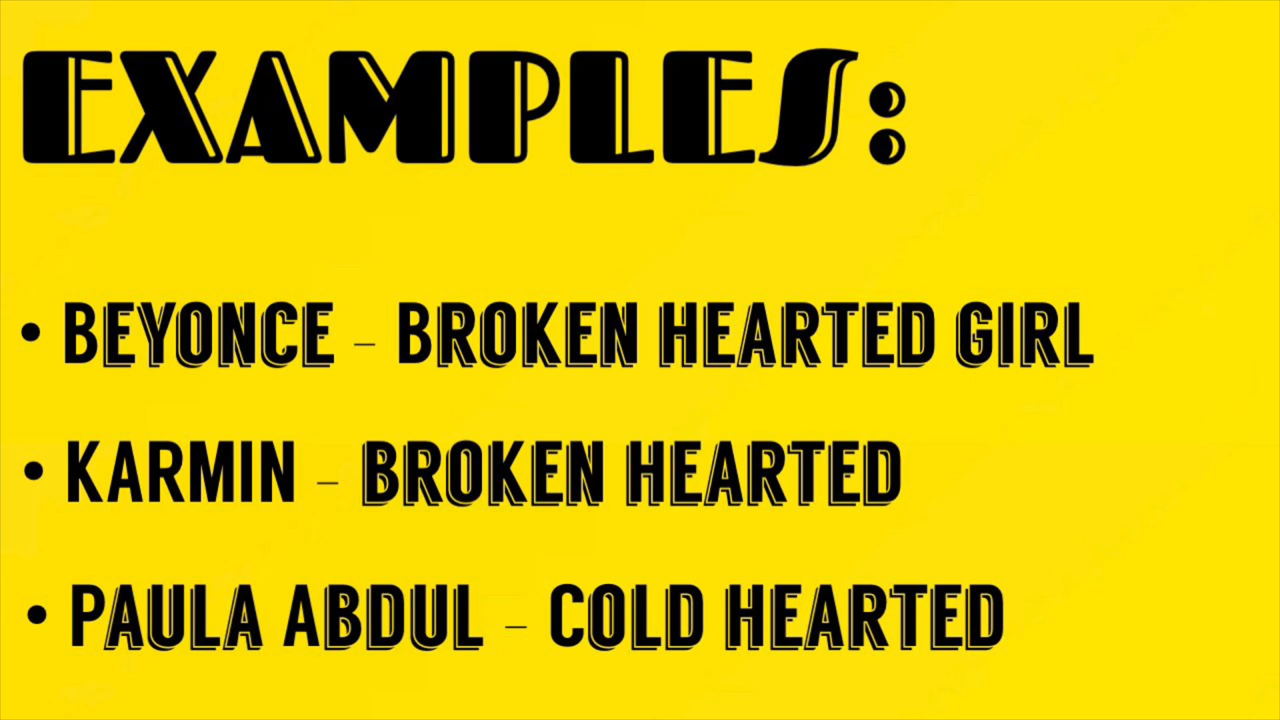 EXAMPLES:
• BEYONCE – BROKEN HEARTED GIRL
• KARMIN – BROKEN HEARTED
• PAULA ABDUL – COLD HEARTED